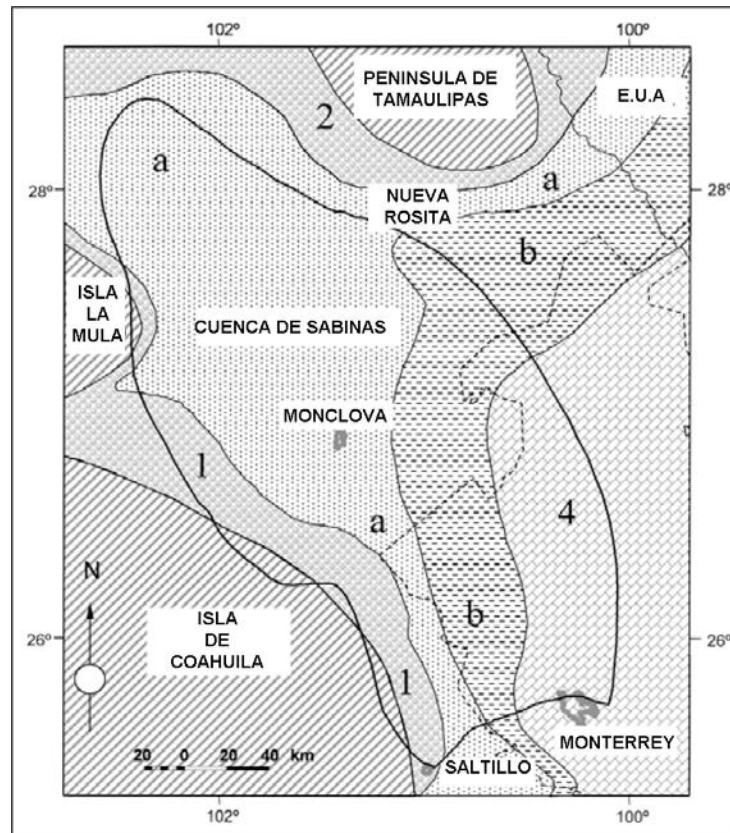 102º
100º
PENINSULA DE
TAMAULIPAS
E.U.A
2
a
a
28º
28º
NUEVA
ROSITA
b
ISLA
LA
MULA
CUENCA DE SABINAS
MONCLOVA
1
4
a
N
b
26º
26º
ISLA
DE
COAHUILA
1
MONTERREY
20 0 20 40 km
SALTILLO
102º
100º